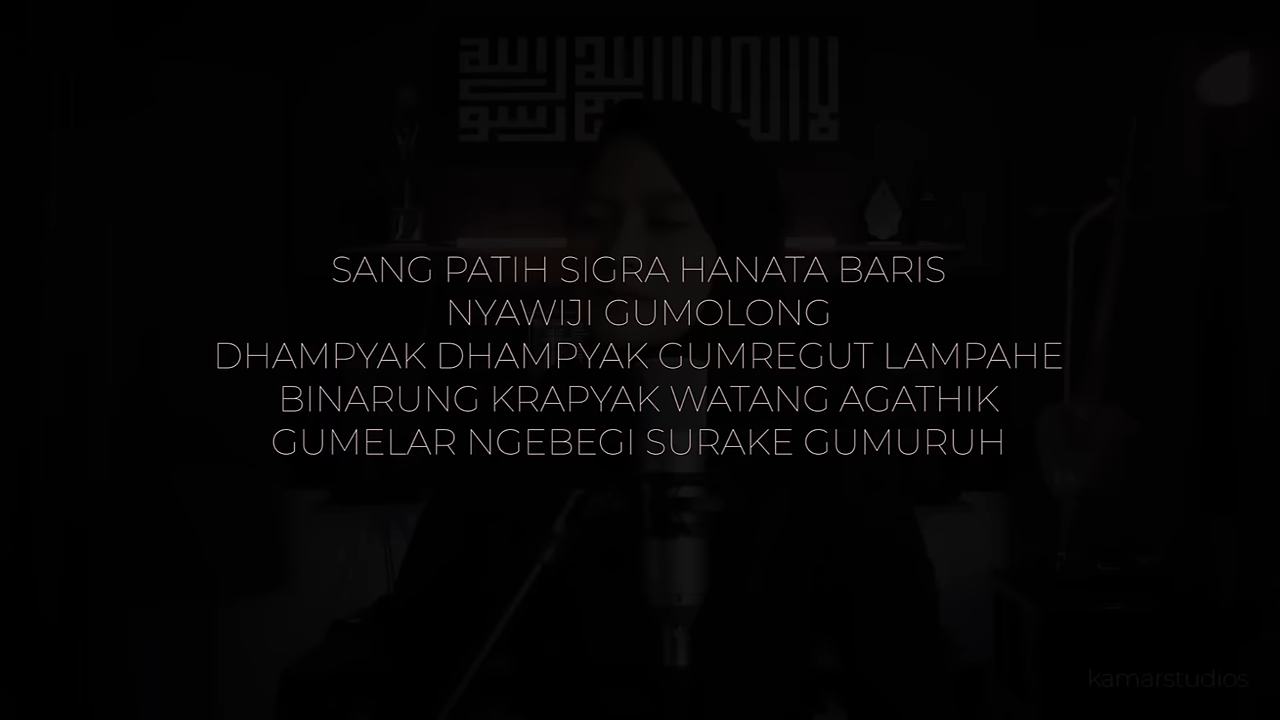 SANG PATIH SIGRA HANATA BARIS
NYAWIJI GUMOLONG
DHAMPYAK DHAMPYAK GUMREGUT LAMPAHE
BINARUNG KRAPYAK WATANG AGATHIK
GUMELAR NGEBEGI SURAKE GUMURUH
kamarstudios